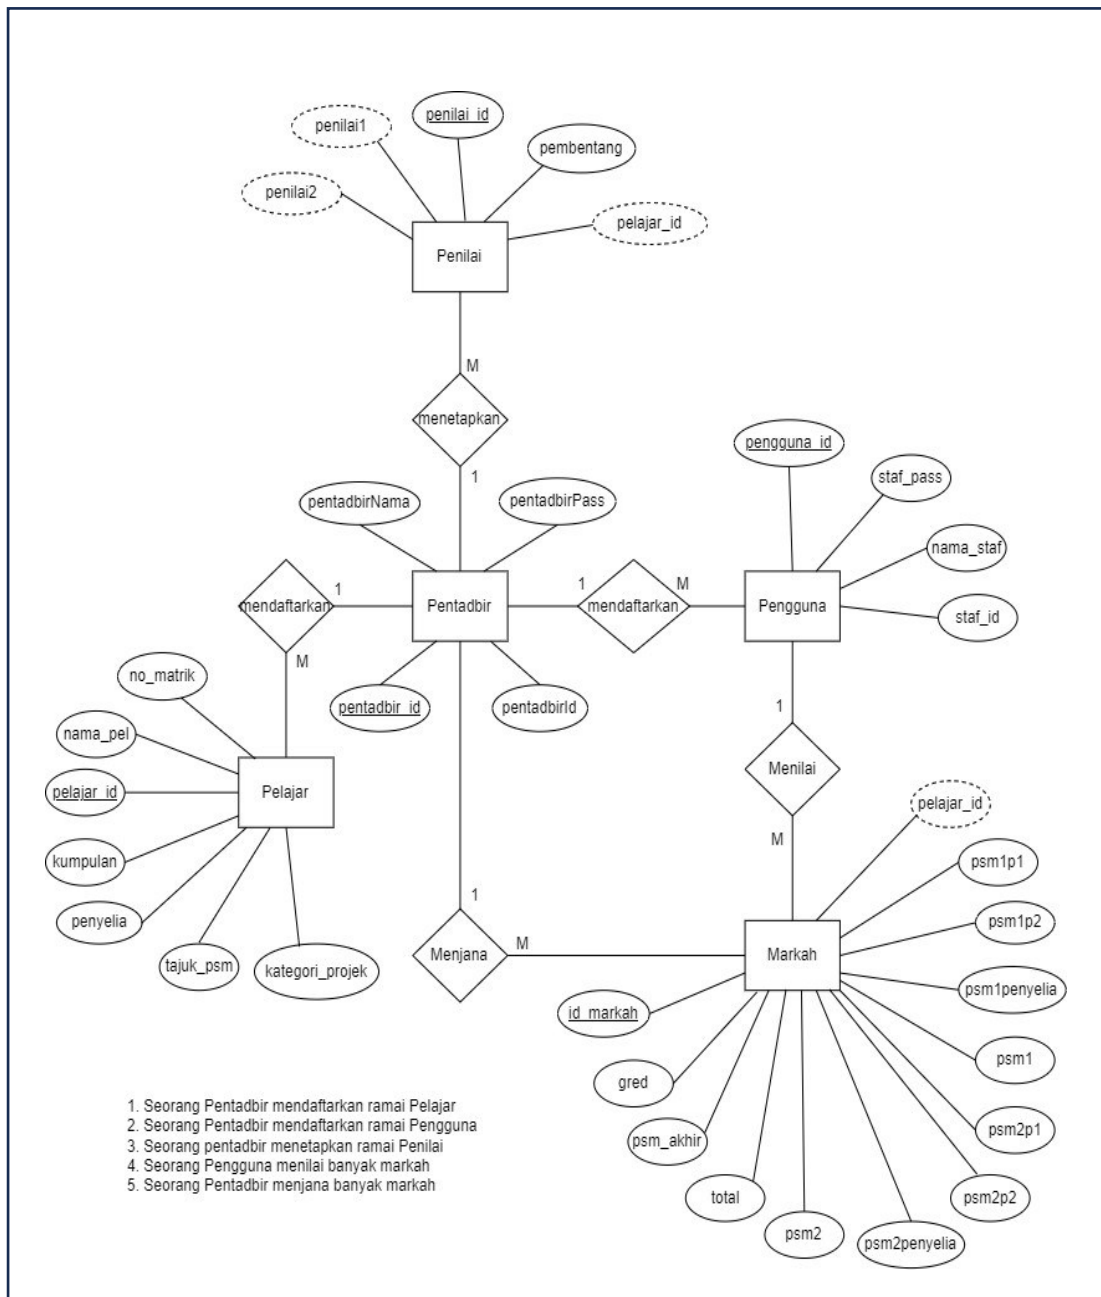 penilai_id
penilai1
pembentang
penilai2
pelajar_id
Penilai
M
menetapkan
1
pengguna_id
staf_pass
pentadbirNama
pentadbirPass
nama_staf
mendaftarkan
1
Pentadbir
1
mendaftarkan
M
Pengguna
staf_id
M
no_matrik
pentadbir_id
pentadbirId
1
nama_pel
pelajar_id
Pelajar
Menilai
pelajar_id
M
kumpulan
psm1p1
1
penyelia
psm1p2
tajuk_psm
kategori_projek
Menjana
M
Markah
psm1penyelia
id_markah
psm1
gred
psm2p1
psm_akhir
psm2p2
total
psm2
psm2penyelia
1. Seorang Pentadbir mendaftarkan ramai Pelajar
2. Seorang Pentadbir mendaftarkan ramai Pengguna
3. Seorang pentadbir menetapkan ramai Penilai
4. Seorang Pengguna menilai banyak markah
5. Seorang Pentadbir menjana banyak markah